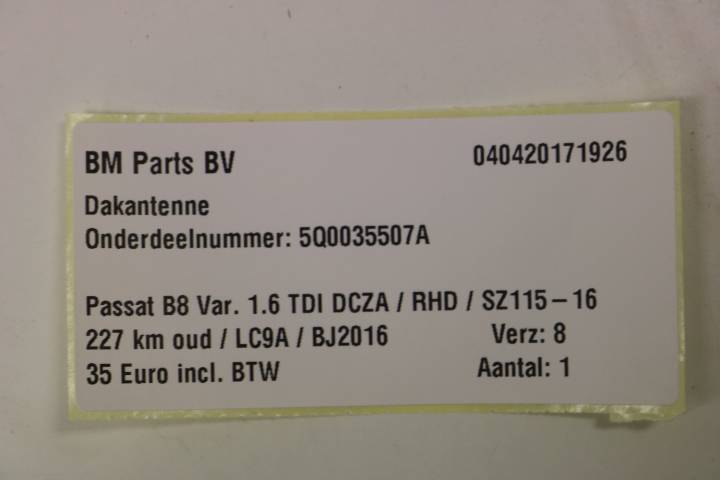 BM Parts BV 040420171926
Dakantenne
Onderdeelnummer: 5Q0035507A
Passat B8 Var. 1.6 TDI DCZA / RHD / SZ115-16
227 km oud / LC9A / BJ2016 Verz: 8
35 Euro incl. BTW Aantal: 1